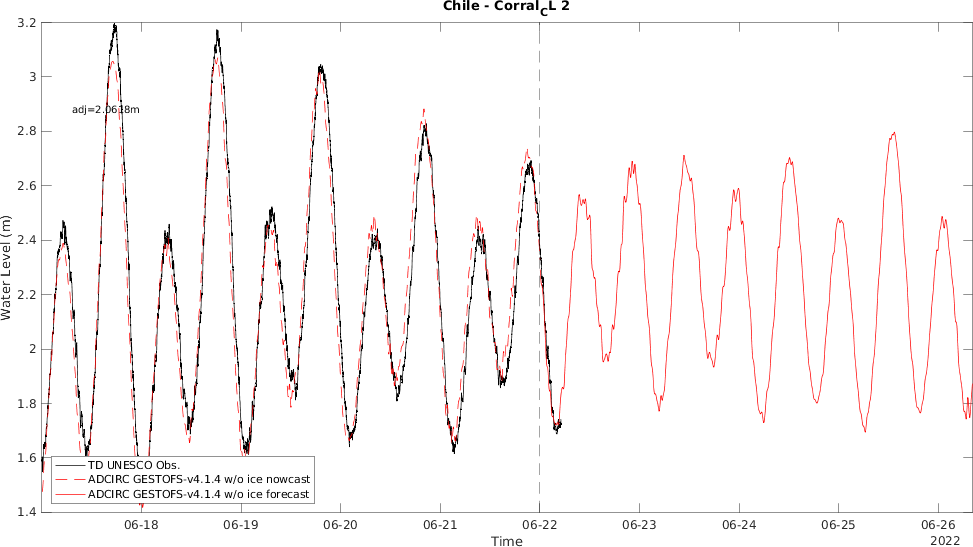 Chile - Corral_CL 2
3.2
3
2.8
2.6
2.4
2.2
2
1.8
1.6
1.4
Water Level (m)
adj=2.0618m
TD UNESCO Obs.
ADCIRC GESTOFS-v4.1.4 w/o ice nowcast
ADCIRC GESTOFS-v4.1.4 w/o ice forecast
06-18 06-19 06-20 06-21 06-22 06-23 06-24 06-25 06-26
Time 2022